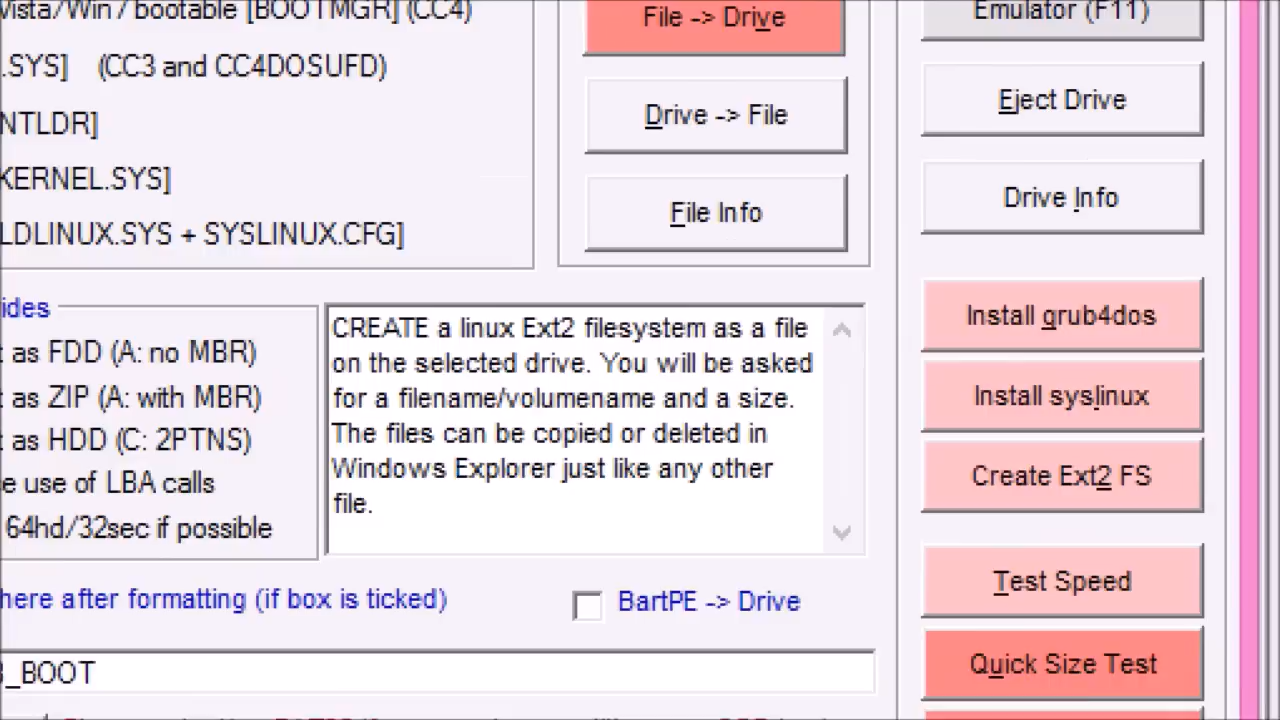 Vista/Win / bootable [BOOTMGR] (CC4)
.SYS] (CC3 and CC4DOSUFD)
NTLDR]
KERNEL.SYS]
LDLINUX.SYS + SYSLINUX.CFG]
File -> Drive
Drive -> File
File Info
Emulator (F11)
Eject Drive
Drive Info
Install grub4dos
Install syslinux
Create Ext2 FS
Test Speed
Quick Size Test
ides
t as FDD (A: no MBR)
t as ZIP (A: with MBR)
t as HDD (C: 2PTNS)
e use of LBA calls
64hd/32sec if possible
CREATE a linux Ext2 filesystem as a file
on the selected drive. You will be asked
for a filename/volumename and a size.
The files can be copied or deleted in
Windows Explorer just like any other
file.
here after formatting (if box is ticked)
BartPE -> Drive
_BOOT